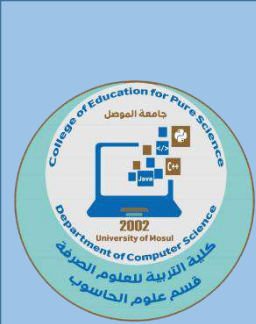 College of Education for Pure Science
جامعة الموصل
</>
C++
Java
2002
University of Mosul
Department of Computer Science
كلية التربية للعلوم الصرفة
قسم علوم الحاسوب